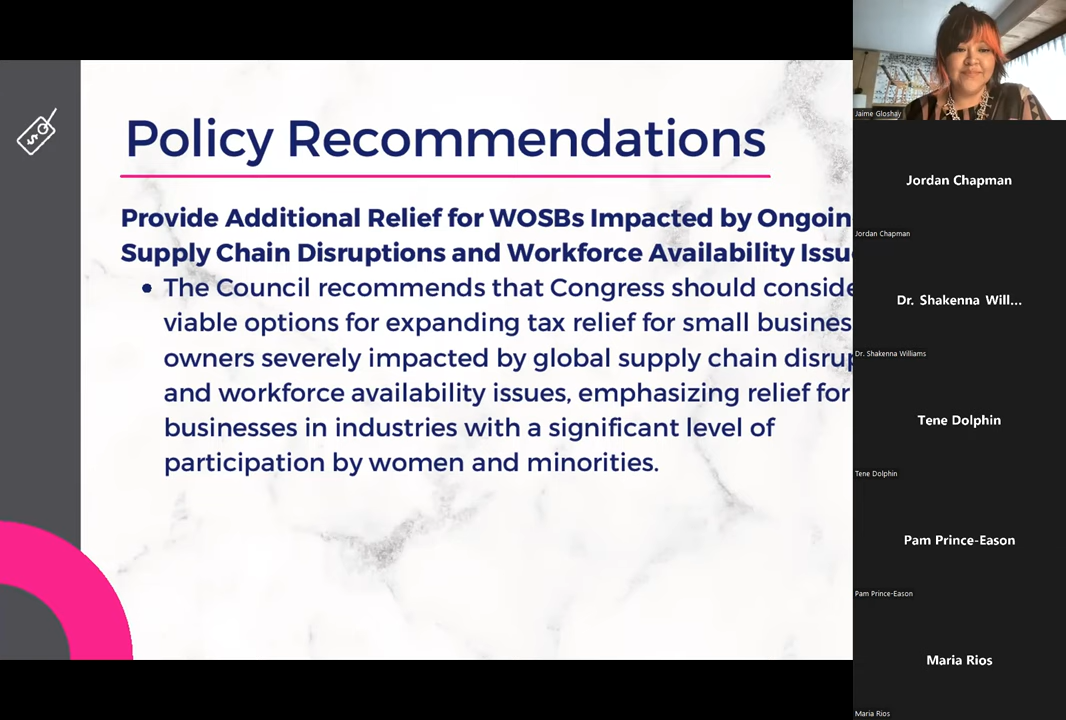 Policy Recommendations
Provide Additional Relief for WOSBs Impacted by Ongoin
Supply Chain Disruptions and Workforce Availability Issu
• The Council recommends that Congress should conside
viable options for expanding tax relief for small busines
owners severely impacted by global supply chain disrup
and workforce availability issues, emphasizing relief for
businesses in industries with a significant level of
participation by women and minorities.
Jaime Gloshay
Jordan Chapman
Jordan Chapman
Dr. Shakenna Will...
Dr. Shakenna Williams
Tene Dolphin
Tene Dolphin
Pam Prince-Eason
Pam Prince-Eason
Maria Rios
Maria Rios